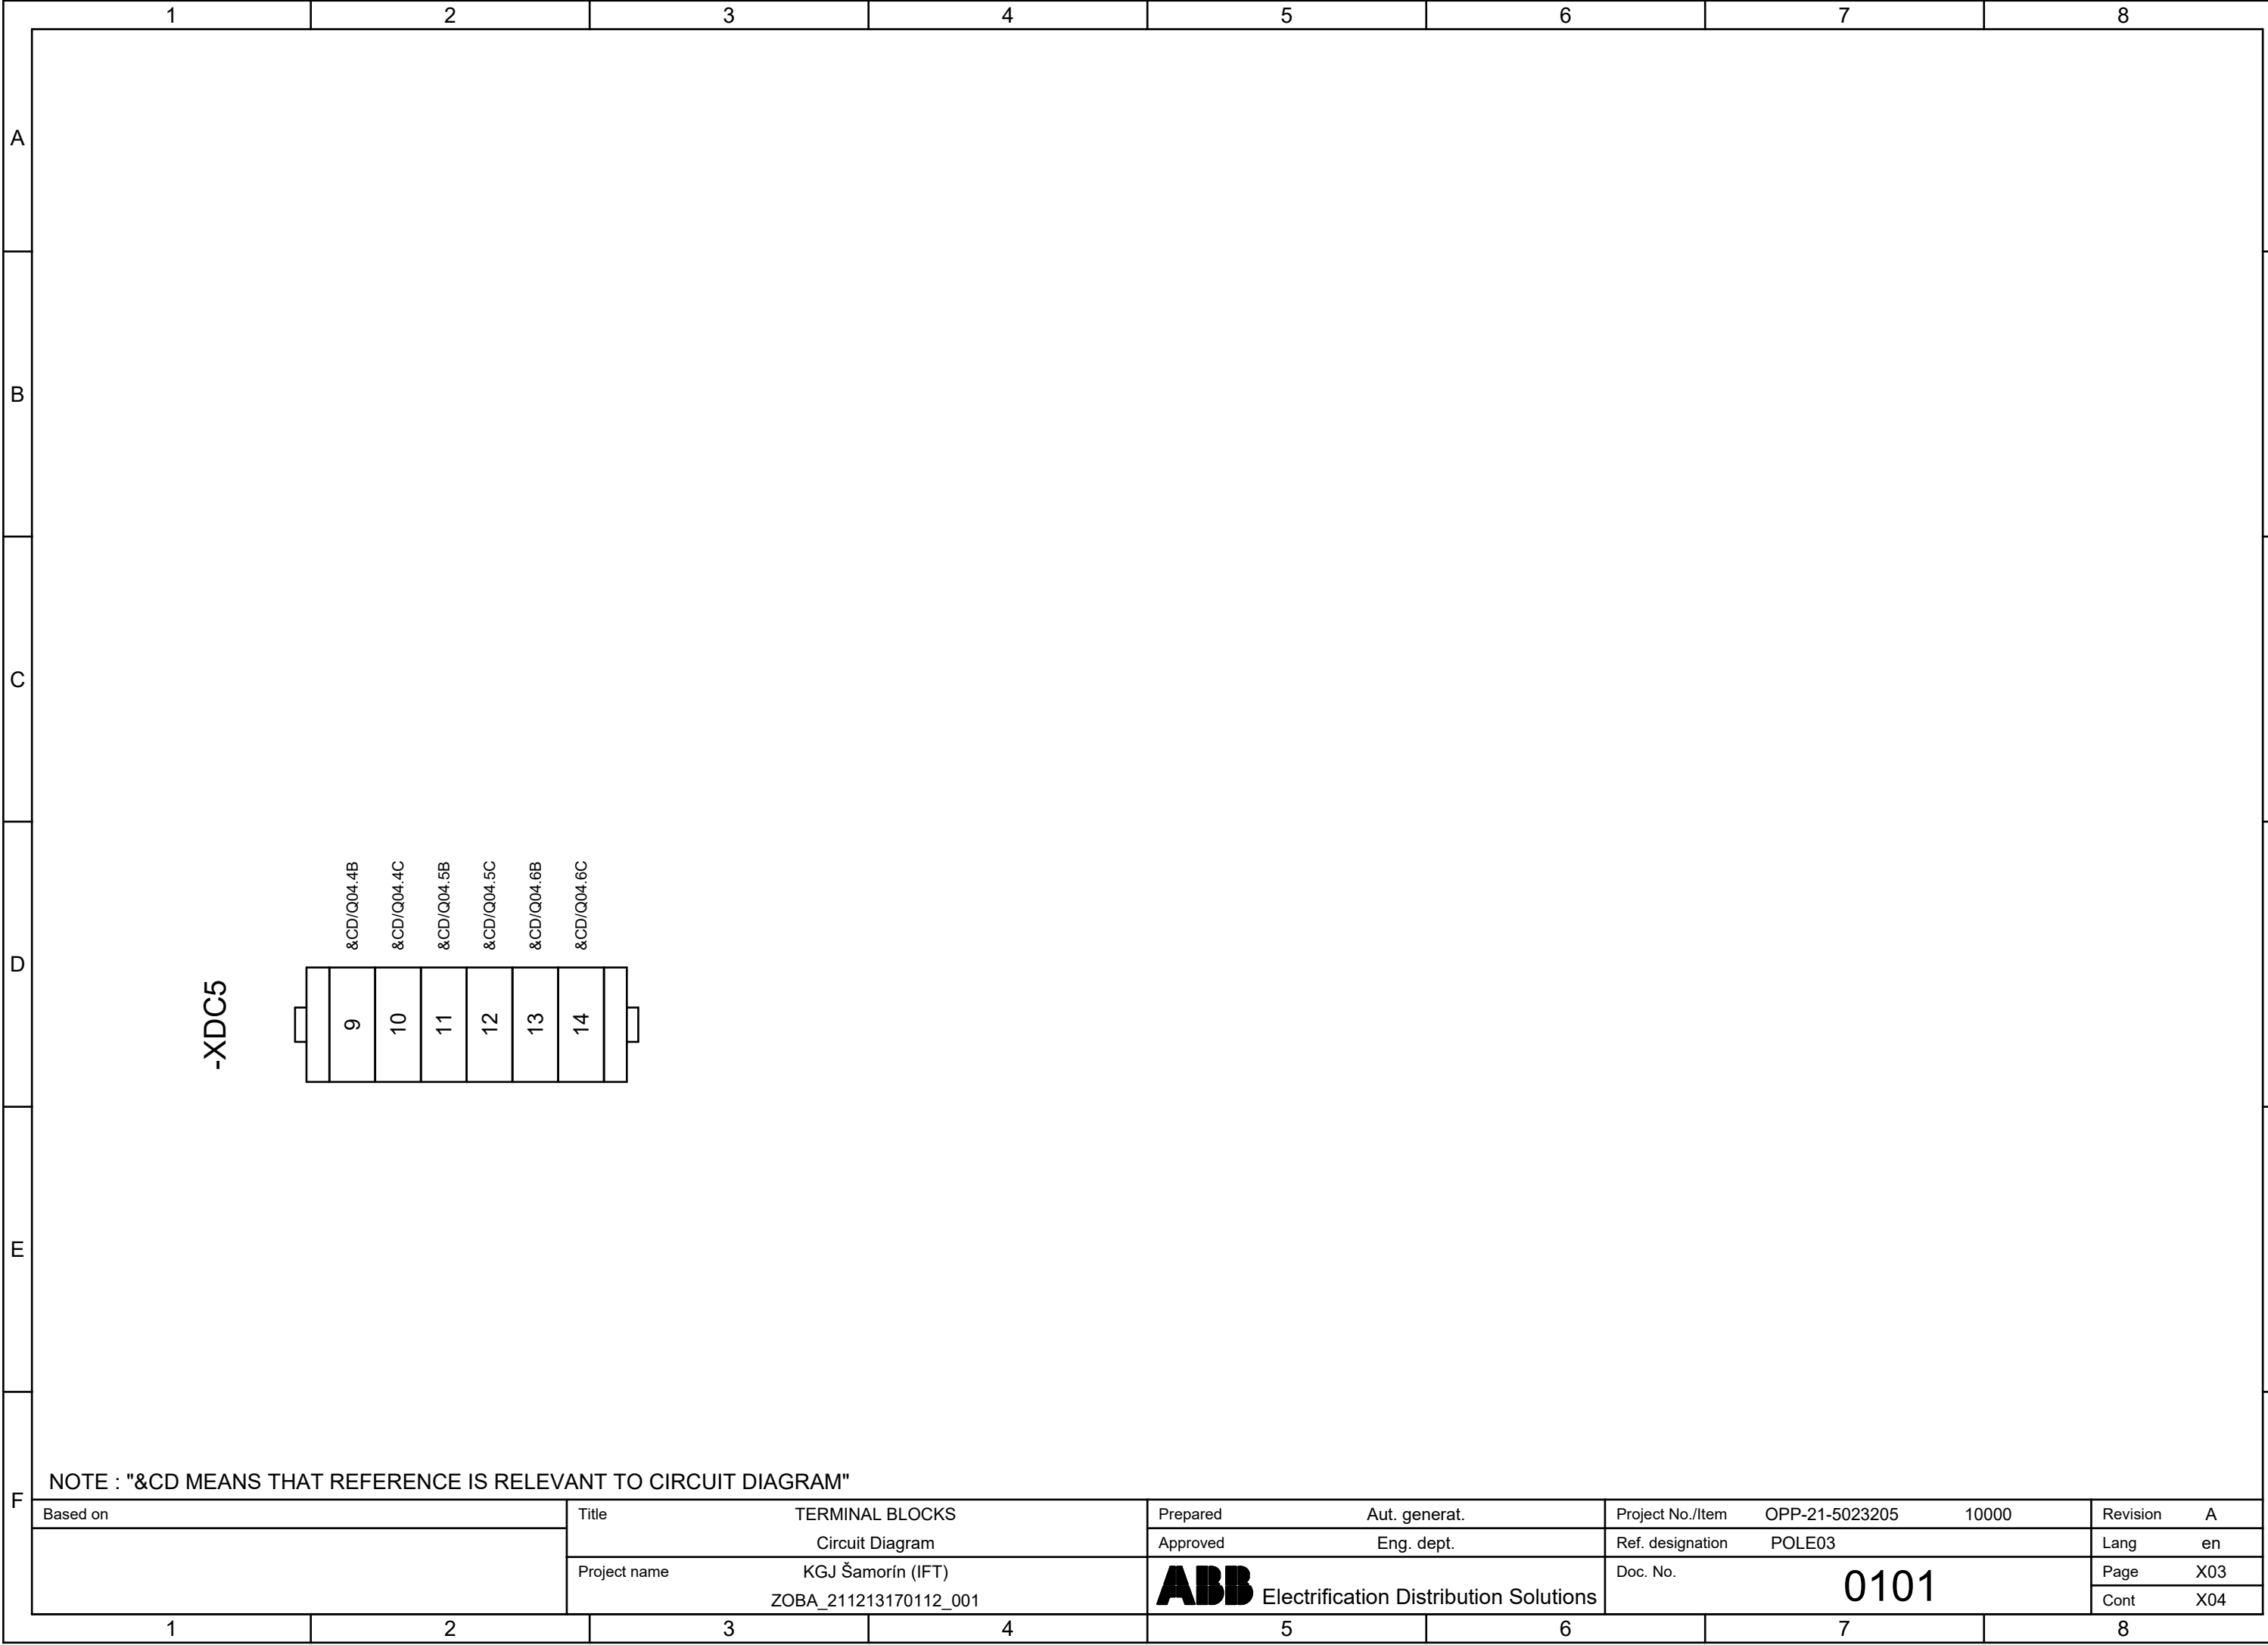 1 2 3 4 5 6 7 8
A
B
C
D
E
F
&CD/Q04.4B
&CD/Q04.4C
&CD/Q04.5B
&CD/Q04.5C
&CD/Q04.6B
&CD/Q04.6C
-XDC5
9 10 11 12 13 14
NOTE : "&CD MEANS THAT REFERENCE IS RELEVANT TO CIRCUIT DIAGRAM"
Based on
Title TERMINAL BLOCKS
Circuit Diagram
Project name KGJ Šamorín (IFT)
ZOBA_211213170112_001
Prepared Aut. generat.
Approved Eng. dept.
ABB Electrification Distribution Solutions
Project No./Item OPP-21-5023205 10000
Ref. designation POLE03
Doc. No. 0101
Revision A
Lang en
Page X03
Cont X04
1 2 3 4 5 6 7 8